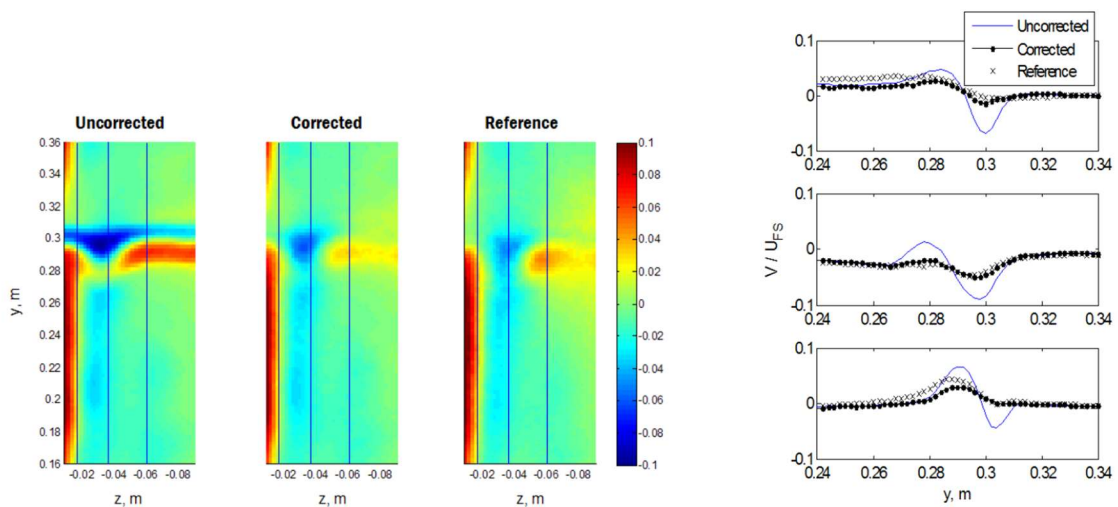 Uncorrected
Corrected
Reference
y, m
0.36
0.34
0.32
0.31
0.3
0.28
0.26
0.24
0.22
0.2
0.18
0.16
-0.02 -0.04 -0.06 -0.08
-0.02 -0.04 -0.06 -0.08
-0.02 -0.04 -0.06 -0.08
z, m
z, m
z, m
0.1
0.08
0.06
0.04
0.02
0
-0.02
-0.04
-0.06
-0.08
-0.1
Uncorrected
Corrected
Reference
V / U_FS
0.1
0
-0.1
0.24 0.26 0.28 0.3 0.32 0.34
0.1
0
-0.1
0.24 0.26 0.28 0.3 0.32 0.34
0.1
0
-0.1
0.24 0.26 0.28 0.3 0.32 0.34
y, m